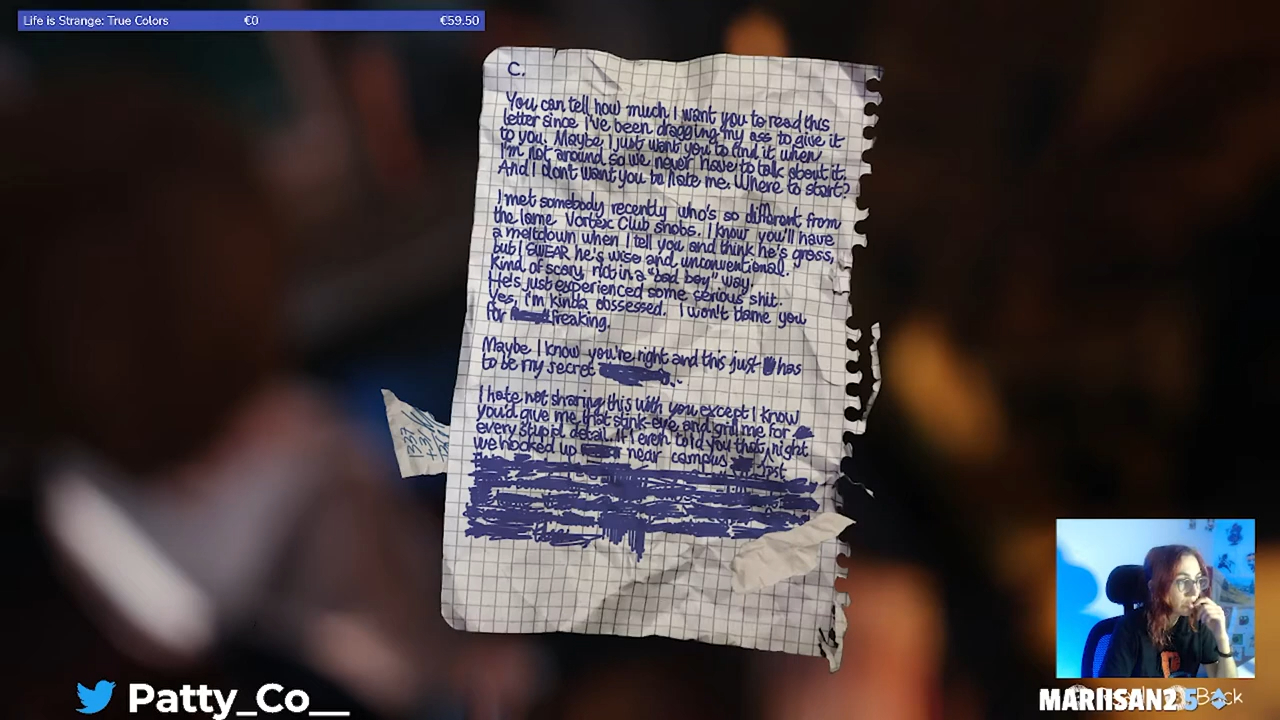 Life is Strange: True Colors €0 €59.50
C.
You can tell how much I want you to read this
letter since I've been dragging my ass to give it
to you. Maybe I just want you to find it when
I'm not around so we never have to talk about it.
And I don't want you to hate me. Where to start?
I met somebody recently who's so different from
the lame Vortex Club snobs. I know you'll have
a meltdown when I tell you and think he's gross,
but I SWEAR he's wise and unconventional.
Kind of scary, not in a "bad boy" way.
He's just experienced some serious shit.
Yes, I'm kinda obssessed. I won't blame you
for freaking.
Maybe I know you're right and this just has
to be my secret
I hate not sharing this with you except I know
you'd give me that stink-eye and grill me for
every stupid detail. If I even told you that night
we hooked up near campus just
1337
Patty_Co__
MARIISAN25
Back